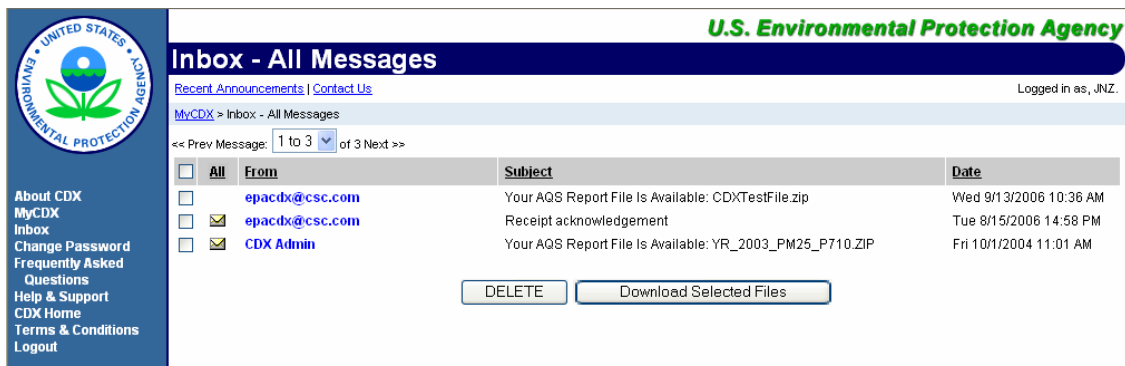 UNITED STATES
ENVIRONMENTAL PROTECTION AGENCY
U.S. Environmental Protection Agency
Inbox - All Messages
Recent Announcements | Contact Us
Logged in as, JNZ.
MyCDX > Inbox - All Messages
<< Prev Message: 1 to 3 of 3 Next >>
All From Subject Date
epacdx@csc.com Your AQS Report File Is Available: CDXTestFile.zip Wed 9/13/2006 10:36 AM
epacdx@csc.com Receipt acknowledgement Tue 8/15/2006 14:58 PM
CDX Admin Your AQS Report File Is Available: YR_2003_PM25_P710.ZIP Fri 10/1/2004 11:01 AM
DELETE Download Selected Files
About CDX
MyCDX
Inbox
Change Password
Frequently Asked
Questions
Help & Support
CDX Home
Terms & Conditions
Logout